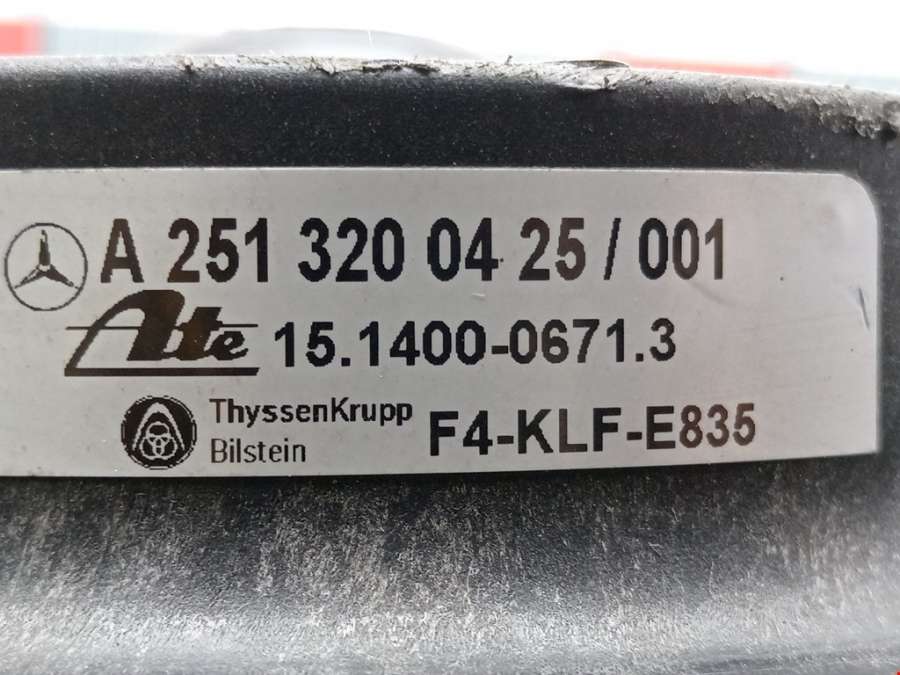 A 251 320 04 25 / 001
Ate 15.1400-0671.3
ThyssenKrupp
Bilstein F4-KLF-E835